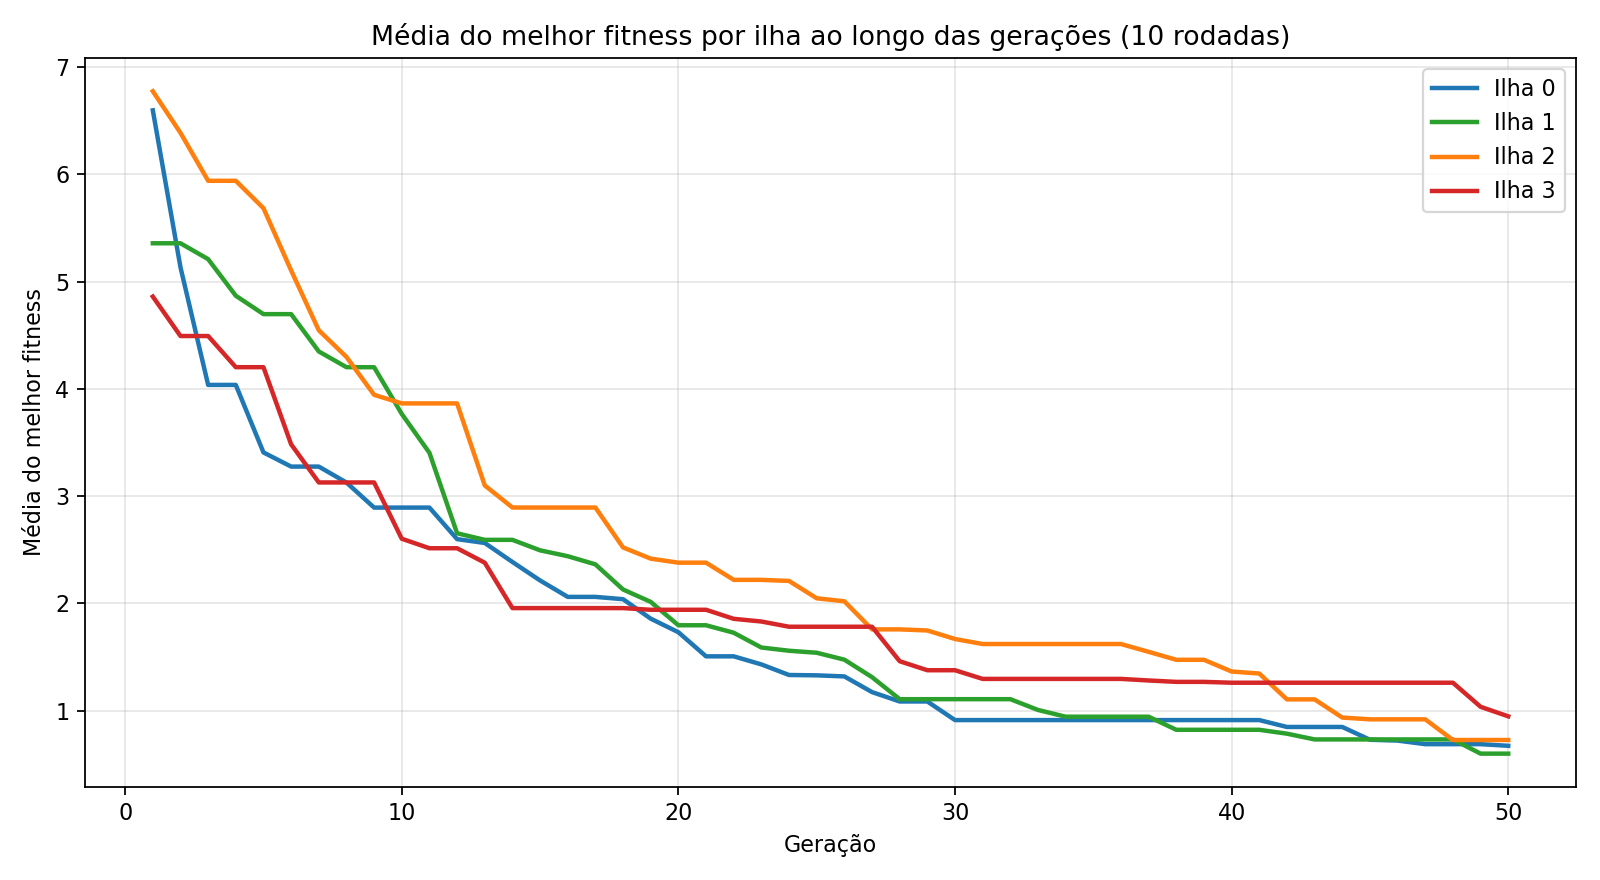 Média do melhor fitness por ilha ao longo das gerações (10 rodadas)
Média do melhor fitness
7
6
5
4
3
2
1
Ilha 0
Ilha 1
Ilha 2
Ilha 3
0 10 20 30 40 50
Geração